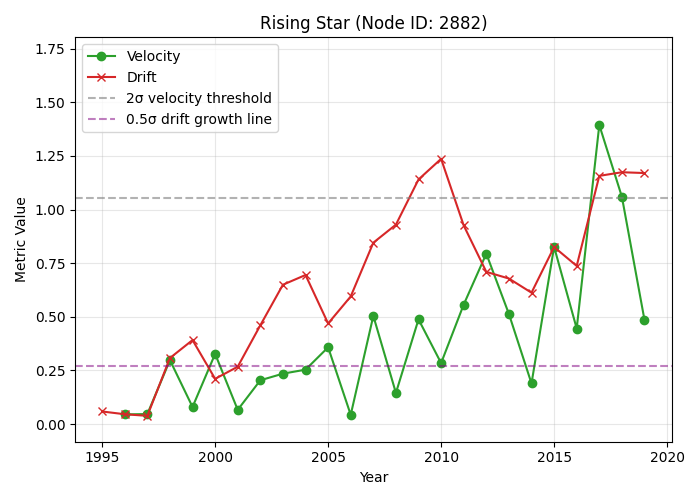 Rising Star (Node ID: 2882)
Velocity
Drift
2σ velocity threshold
0.5σ drift growth line
Metric Value
1.75
1.50
1.25
1.00
0.75
0.50
0.25
0.00
1995 2000 2005 2010 2015 2020
Year